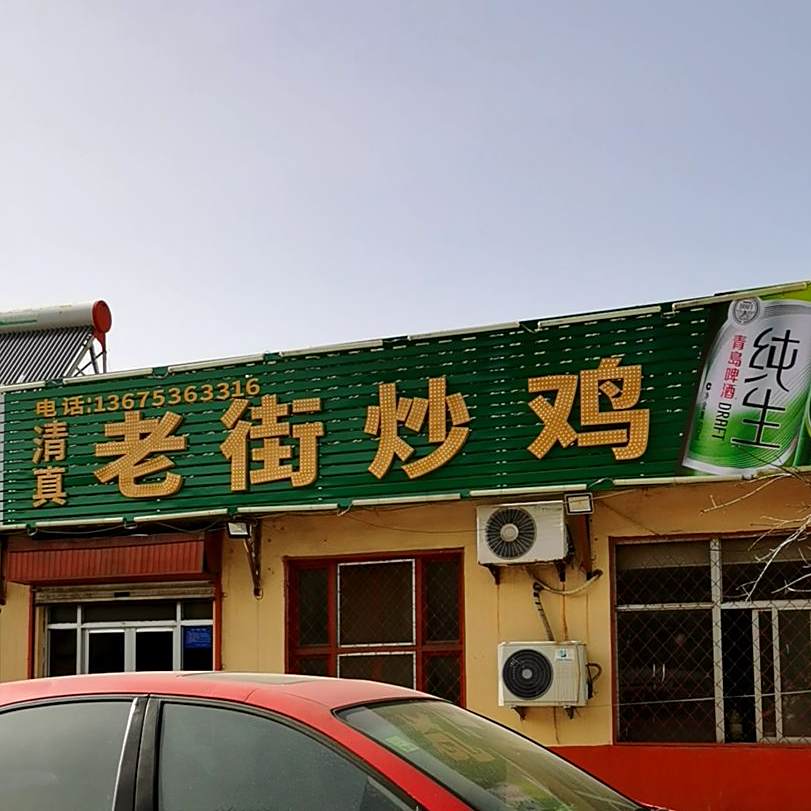 电话:13675363316
清真
老街炒鸡
青岛啤酒
DRAFT
纯生